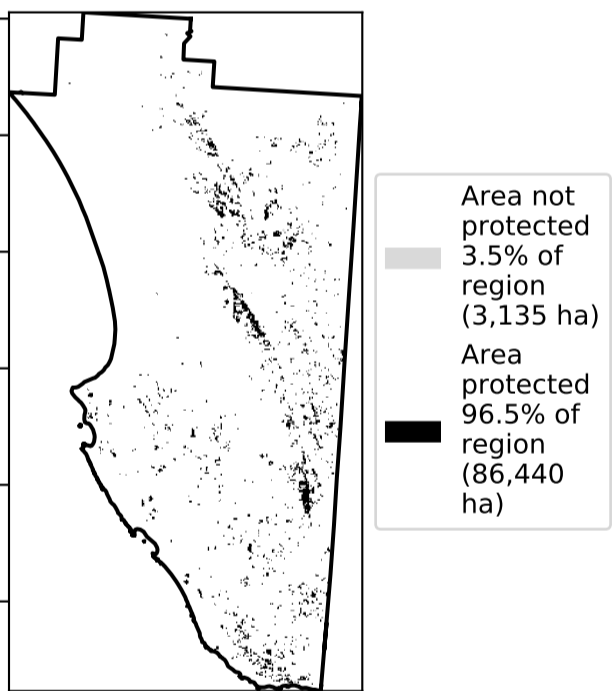 Area not
protected
3.5% of
region
(3,135 ha)
Area
protected
96.5% of
region
(86,440
ha)